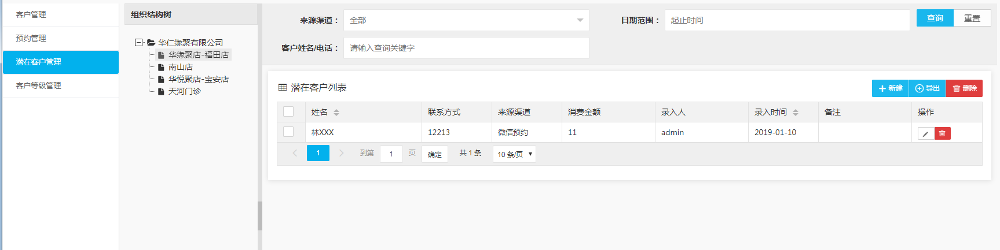 客户管理
预约管理
潜在客户管理
客户等级管理
组织结构树
华仁缘聚有限公司
华缘聚店-福田店
南山店
华悦聚店-宝安店
天河门诊
来源渠道： 全部
日期范围： 起止时间
查询 重置
客户姓名/电话： 请输入查询关键字
潜在客户列表
新建 导出 删除
姓名 联系方式 来源渠道 消费金额 录入人 录入时间 备注 操作
林XXX 12213 微信预约 11 admin 2019-01-10
1 到第 1 页 确定 共 1 条 10 条/页